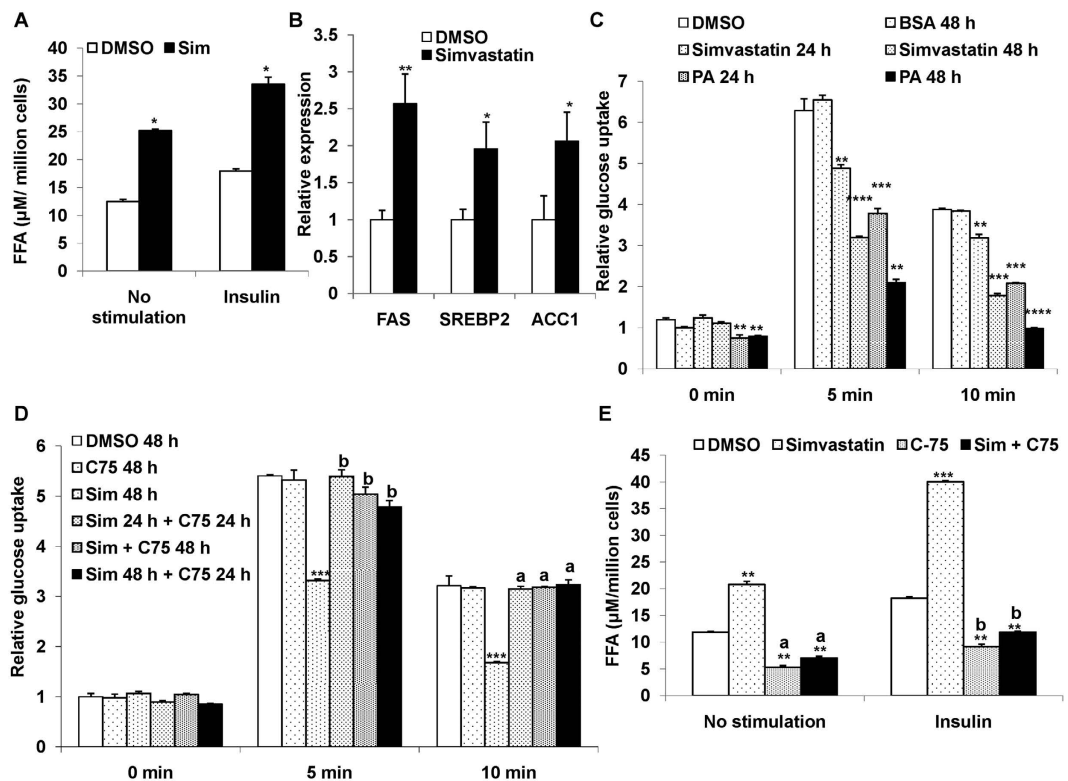 A
DMSO Sim
FFA (µM/ million cells)
40
35
30
25
20
15
10
5
0
*
*
No stimulation
Insulin
B
DMSO
Simvastatin
Relative expression
3.5
3
2.5
2
1.5
1
0.5
0
**
*
*
FAS SREBP2 ACC1
C
DMSO BSA 48 h
Simvastatin 24 h Simvastatin 48 h
PA 24 h PA 48 h
Relative glucose uptake
7
6
5
4
3
2
1
0
** **
** **** *** **
** *** *** ****
0 min 5 min 10 min
D
DMSO 48 h
C75 48 h
Sim 48 h
Sim 24 h + C75 24 h
Sim + C75 48 h
Sim 48 h + C75 24 h
Relative glucose uptake
6
5
4
3
2
1
0
*** b b b
*** a a a
0 min 5 min 10 min
E
DMSO Simvastatin C-75 Sim + C75
FFA (µM/million cells)
45
40
35
30
25
20
15
10
5
0
** a ** a **
*** b ** b **
No stimulation Insulin